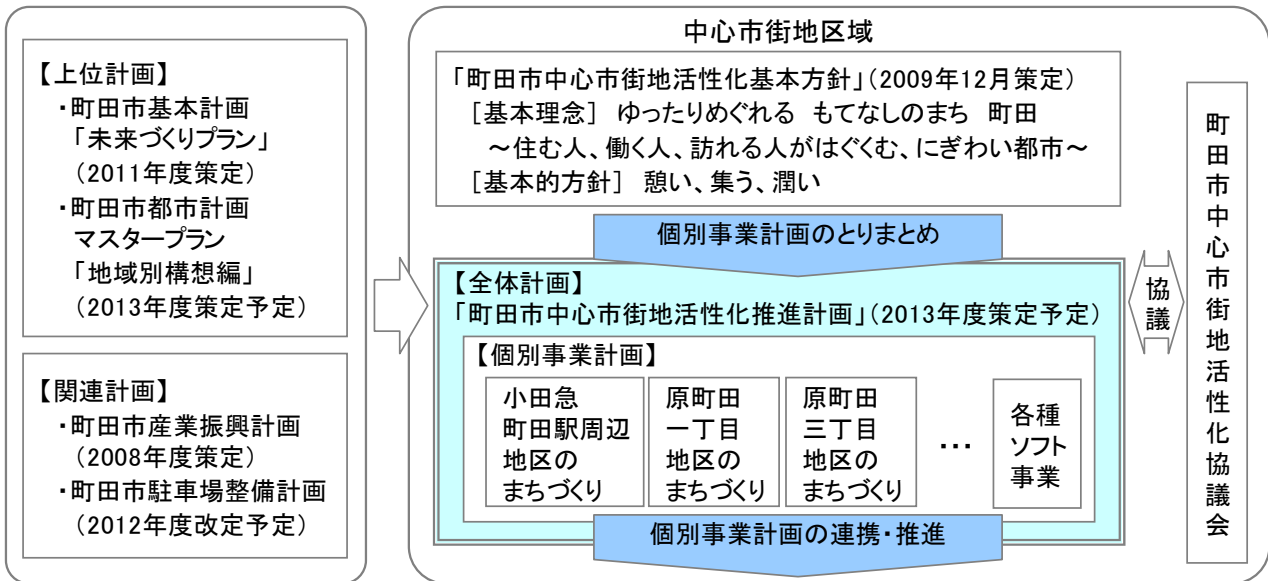 【上位計画】
・町田市基本計画
「未来づくりプラン」
(2011年度策定)
・町田市都市計画
マスタープラン
「地域別構想編」
(2013年度策定予定)
【関連計画】
・町田市産業振興計画
(2008年度策定)
・町田市駐車場整備計画
(2012年度改定予定)
中心市街地区域
「町田市中心市街地活性化基本方針」(2009年12月策定)
[基本理念] ゆったりめぐれる もてなしのまち 町田
~住む人、働く人、訪れる人がはぐくむ、にぎわい都市~
[基本的方針] 憩い、集う、潤い
個別事業計画のとりまとめ
【全体計画】
「町田市中心市街地活性化推進計画」(2013年度策定予定)
【個別事業計画】
小田急
町田駅周辺
地区の
まちづくり
原町田
一丁目
地区の
まちづくり
原町田
三丁目
地区の
まちづくり
…
各種
ソフト
事業
個別事業計画の連携・推進
協議
町田市中心市街地活性化協議会